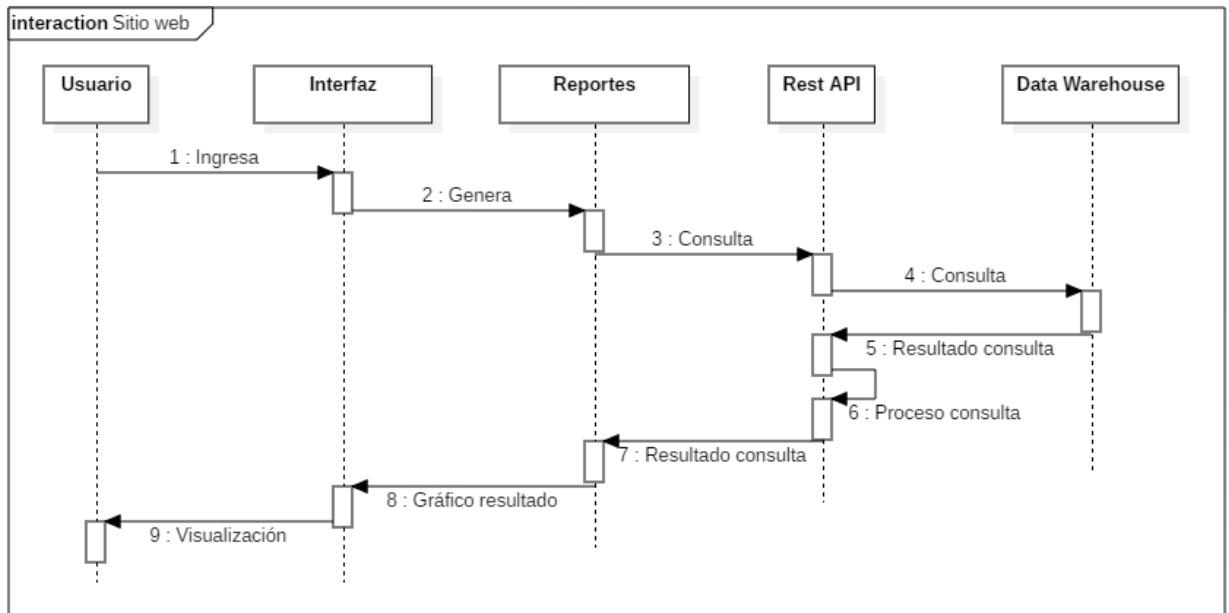 interaction Sitio web
Usuario
Interfaz
Reportes
Rest API
Data Warehouse
1 : Ingresa
2 : Genera
3 : Consulta
4 : Consulta
5 : Resultado consulta
6 : Proceso consulta
7 : Resultado consulta
8 : Gráfico resultado
9 : Visualización